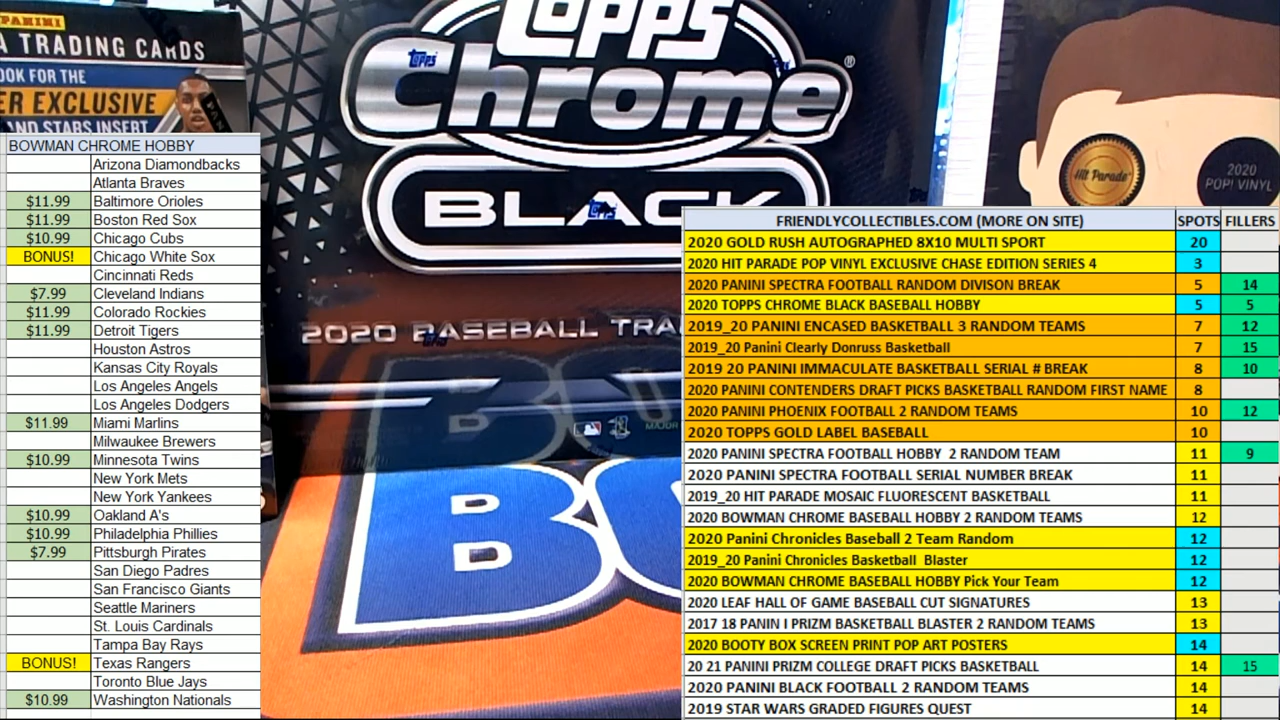 PANINI
A TRADING CARDS
OOK FOR THE
ER EXCLUSIVE
AND STARS INSERT
Topps
Chrome®
BLACK
2020 BASEBALL TRA
Hit Parade
2020
POP! VINYL
BOWMAN CHROME HOBBY
Arizona Diamondbacks
Atlanta Braves
$11.99 Baltimore Orioles
$11.99 Boston Red Sox
$10.99 Chicago Cubs
BONUS! Chicago White Sox
Cincinnati Reds
$7.99 Cleveland Indians
$11.99 Colorado Rockies
$11.99 Detroit Tigers
Houston Astros
Kansas City Royals
Los Angeles Angels
Los Angeles Dodgers
$11.99 Miami Marlins
Milwaukee Brewers
$10.99 Minnesota Twins
New York Mets
New York Yankees
$10.99 Oakland A's
$10.99 Philadelphia Phillies
$7.99 Pittsburgh Pirates
San Diego Padres
San Francisco Giants
Seattle Mariners
St. Louis Cardinals
Tampa Bay Rays
BONUS! Texas Rangers
Toronto Blue Jays
$10.99 Washington Nationals
FRIENDLYCOLLECTIBLES.COM (MORE ON SITE) SPOTS FILLERS
2020 GOLD RUSH AUTOGRAPHED 8X10 MULTI SPORT 20
2020 HIT PARADE POP VINYL EXCLUSIVE CHASE EDITION SERIES 4 3
2020 PANINI SPECTRA FOOTBALL RANDOM DIVISON BREAK 5 14
2020 TOPPS CHROME BLACK BASEBALL HOBBY 5 5
2019_20 PANINI ENCASED BASKETBALL 3 RANDOM TEAMS 7 12
2019_20 Panini Clearly Donruss Basketball 7 15
2019 20 PANINI IMMACULATE BASKETBALL SERIAL # BREAK 8 10
2020 PANINI CONTENDERS DRAFT PICKS BASKETBALL RANDOM FIRST NAME 8
2020 PANINI PHOENIX FOOTBALL 2 RANDOM TEAMS 10 12
2020 TOPPS GOLD LABEL BASEBALL 10
2020 PANINI SPECTRA FOOTBALL HOBBY 2 RANDOM TEAM 11 9
2020 PANINI SPECTRA FOOTBALL SERIAL NUMBER BREAK 11
2019_20 HIT PARADE MOSAIC FLUORESCENT BASKETBALL 11
2020 BOWMAN CHROME BASEBALL HOBBY 2 RANDOM TEAMS 12
2020 Panini Chronicles Baseball 2 Team Random 12
2019_20 Panini Chronicles Basketball Blaster 12
2020 BOWMAN CHROME BASEBALL HOBBY Pick Your Team 12
2020 LEAF HALL OF GAME BASEBALL CUT SIGNATURES 13
2017 18 PANIN I PRIZM BASKETBALL BLASTER 2 RANDOM TEAMS 13
2020 BOOTY BOX SCREEN PRINT POP ART POSTERS 14
20 21 PANINI PRIZM COLLEGE DRAFT PICKS BASKETBALL 14 15
2020 PANINI BLACK FOOTBALL 2 RANDOM TEAMS 14
2019 STAR WARS GRADED FIGURES QUEST 14